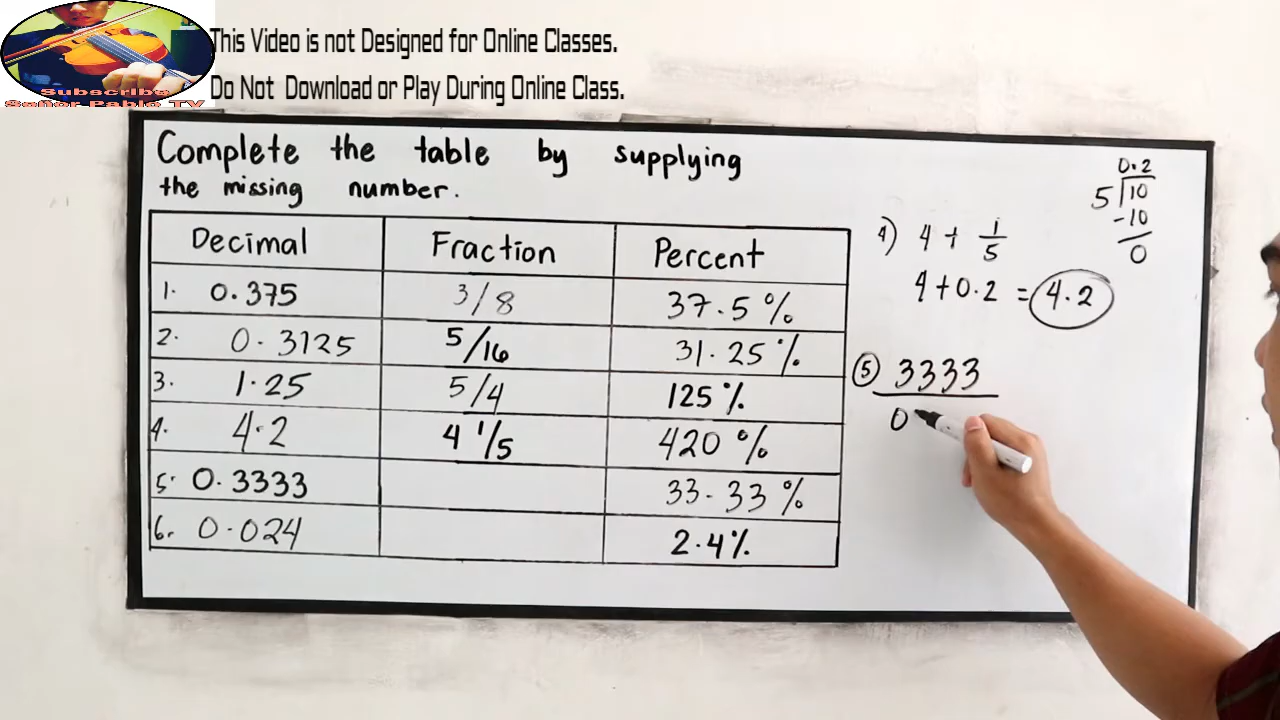 This Video is not Designed for Online Classes.
Do Not Download or Play During Online Class.
Subscribe
Señor Pablo TV
Complete the table by supplying
the missing number.
Decimal Fraction Percent
1. 0.375 3/8 37.5 %
2. 0.3125 5/16 31.25 %
3. 1.25 5/4 125 %
4. 4.2 4 1/5 420 %
5. 0.3333 33.33 %
6. 0.024 2.4 %
4) 4 + 1/5
4 + 0.2 = 4.2
0.2
5 10
-10
0
5 3333
0